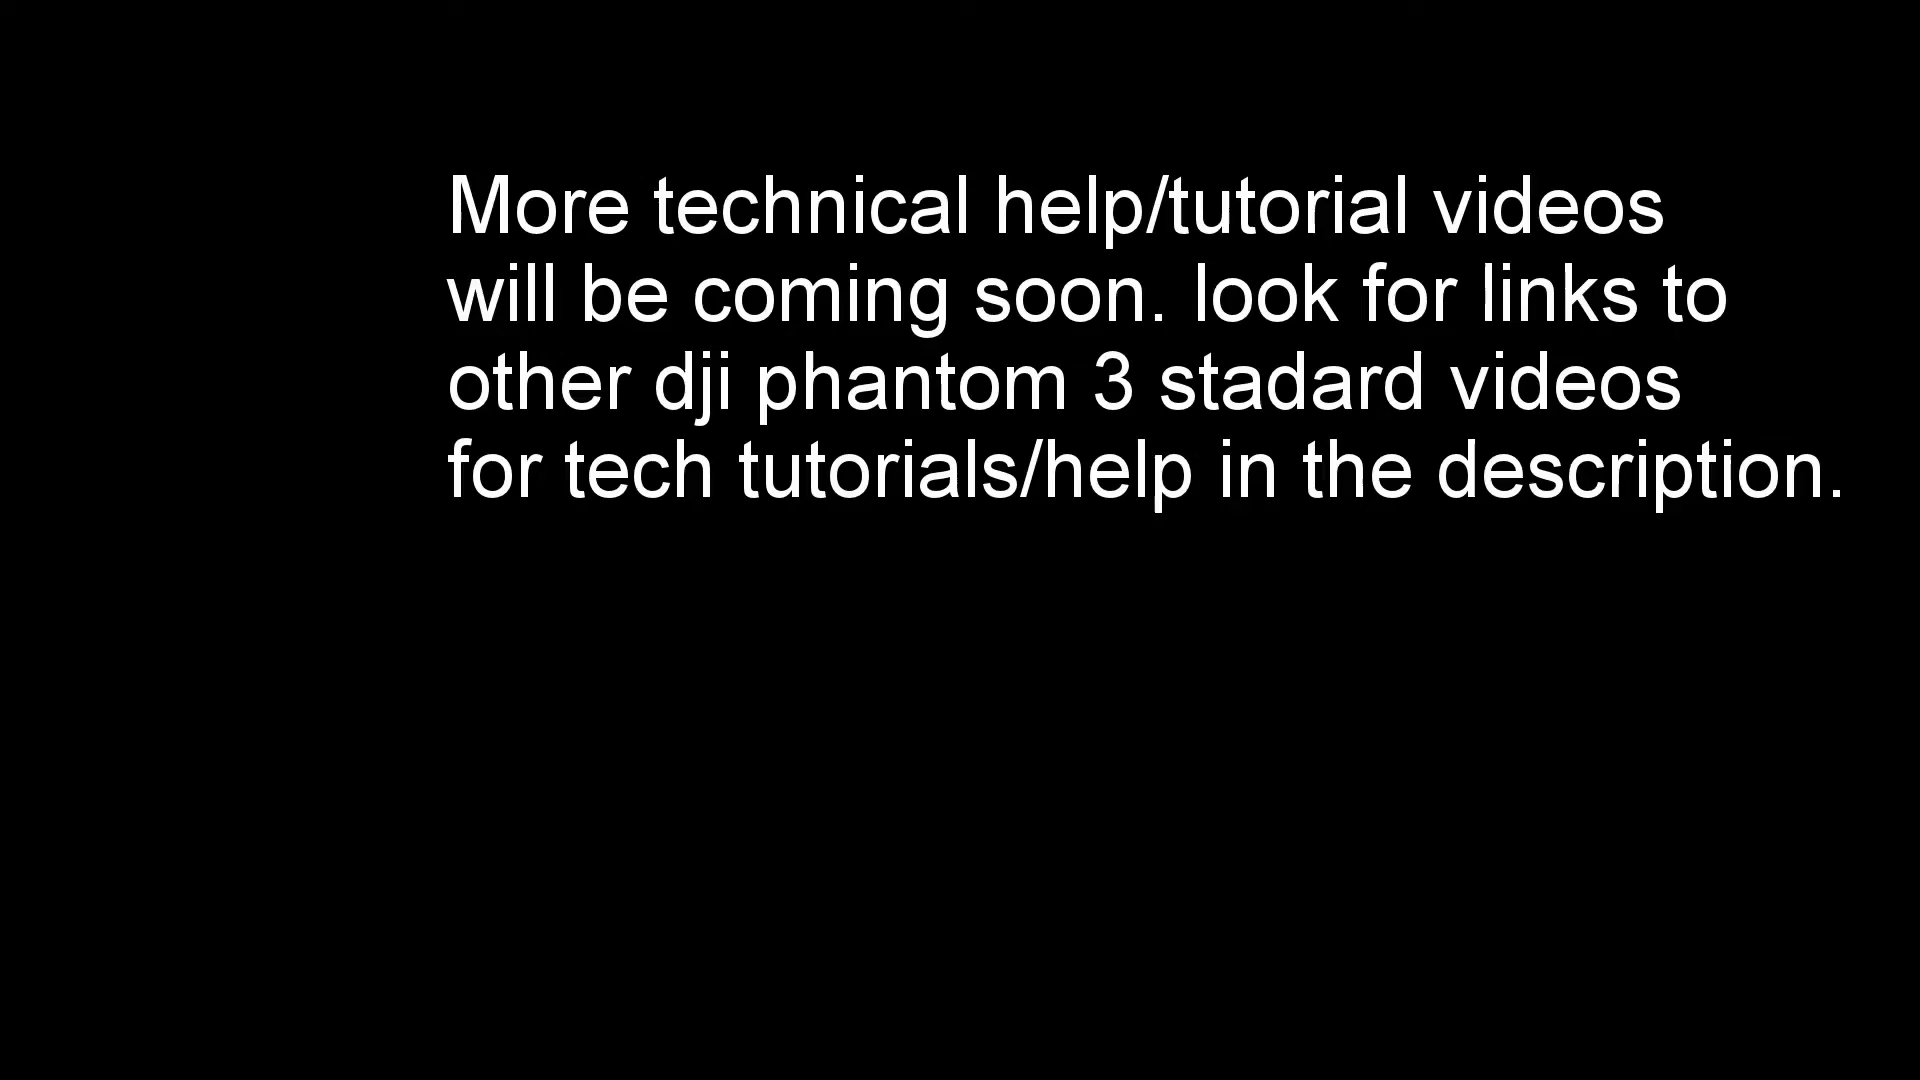 More technical help/tutorial videos
will be coming soon. look for links to
other dji phantom 3 stadard videos
for tech tutorials/help in the description.